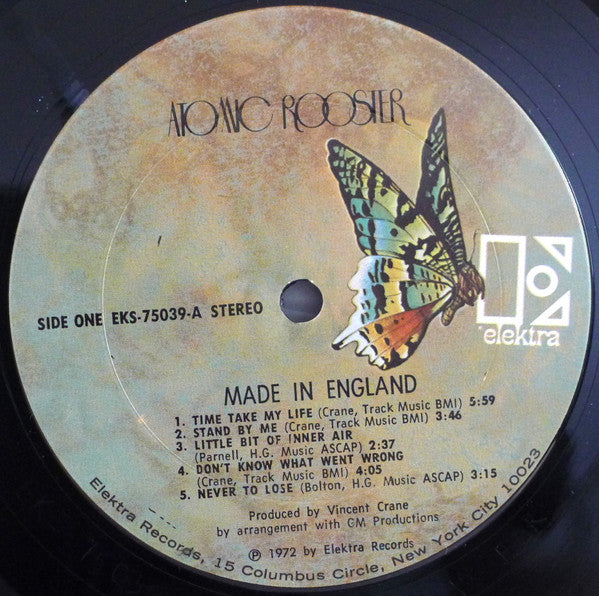 ATOMIC ROOSTER
elektra
SIDE ONE EKS-75039-A STEREO
MADE IN ENGLAND
1. TIME TAKE MY LIFE (Crane, Track Music BMI) 5:59
2. STAND BY ME (Crane, Track Music BMI) 3:46
3. LITTLE BIT OF INNER AIR
(Parnell, H.G. Music ASCAP) 2:37
4. DON'T KNOW WHAT WENT WRONG
(Crane, Track Music BMI) 4:05
5. NEVER TO LOSE (Bolton, H.G. Music ASCAP) 3:15
Produced by Vincent Crane
by arrangement with GM Productions
℗ 1972 by Elektra Records
Elektra Records, 15 Columbus Circle, New York City 10023